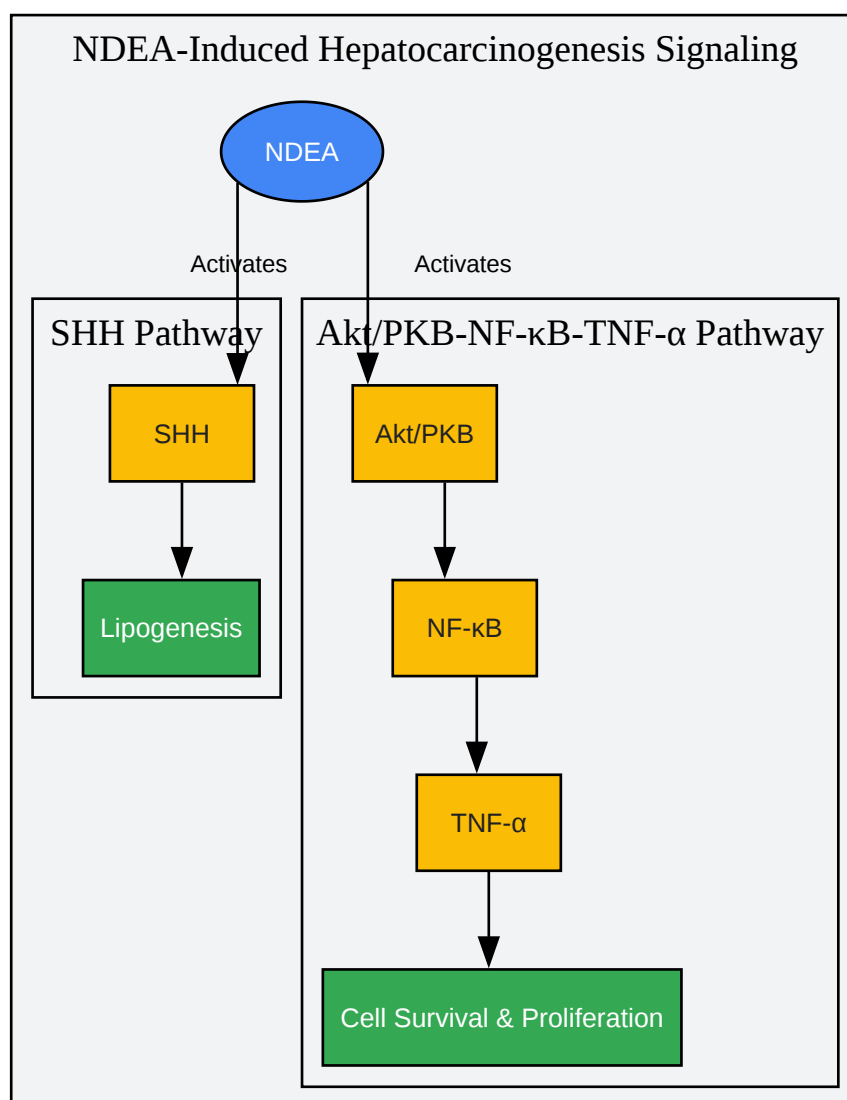 NDEA-Induced Hepatocarcinogenesis Signaling
NDEA
Activates
Activates
SHH Pathway
Akt/PKB-NF-κB-TNF-α Pathway
SHH
Akt/PKB
Lipogenesis
NF-κB
TNF-α
Cell Survival & Proliferation